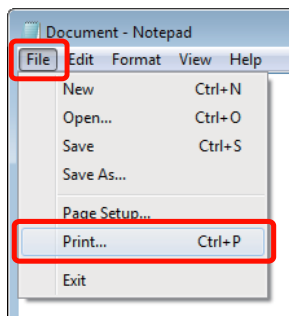 Document - Notepad
File Edit Format View Help
New Ctrl+N
Open... Ctrl+O
Save Ctrl+S
Save As...
Page Setup...
Print... Ctrl+P
Exit